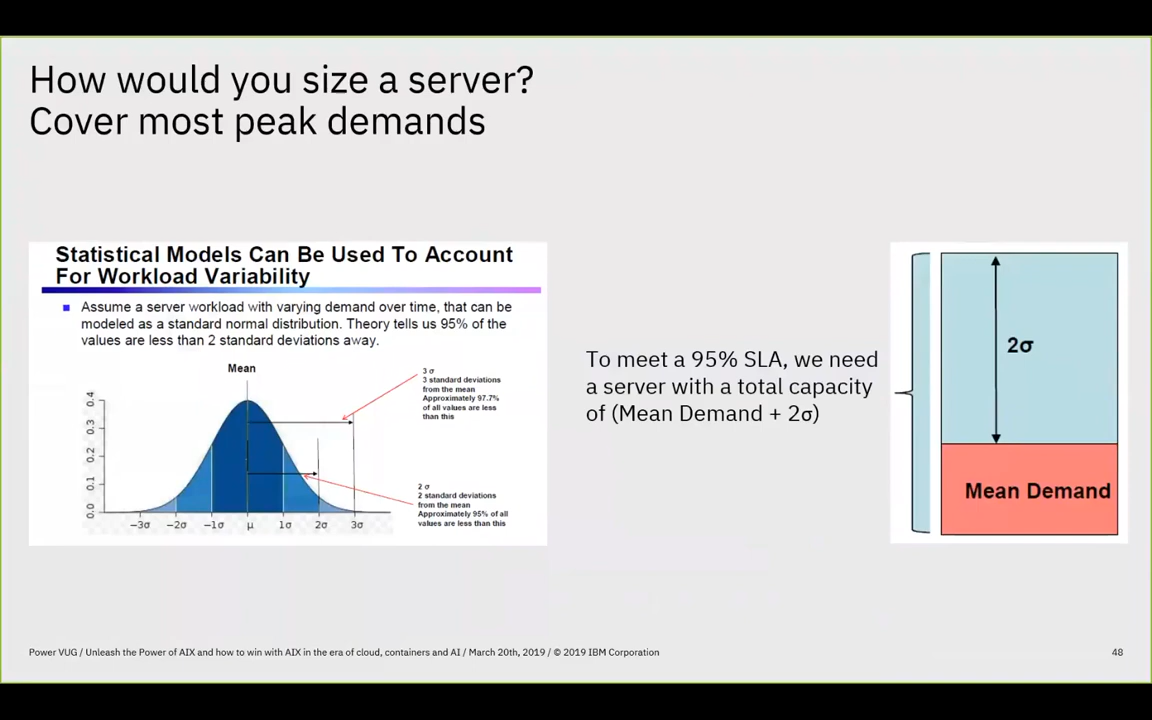 How would you size a server?
Cover most peak demands
Statistical Models Can Be Used To Account
For Workload Variability
Assume a server workload with varying demand over time, that can be
modeled as a standard normal distribution. Theory tells us 95% of the
values are less than 2 standard deviations away.
Mean
3 σ
3 standard deviations
from the mean
Approximately 97.7%
of all values are less
than this
2 σ
2 standard deviations
from the mean
Approximately 95% of all
values are less than this
0.4
0.3
0.2
0.1
0.0
−3σ −2σ −1σ μ 1σ 2σ 3σ
To meet a 95% SLA, we need
a server with a total capacity
of (Mean Demand + 2σ)
2σ
Mean Demand
Power VUG / Unleash the Power of AIX and how to win with AIX in the era of cloud, containers and AI / March 20th, 2019 / © 2019 IBM Corporation
48